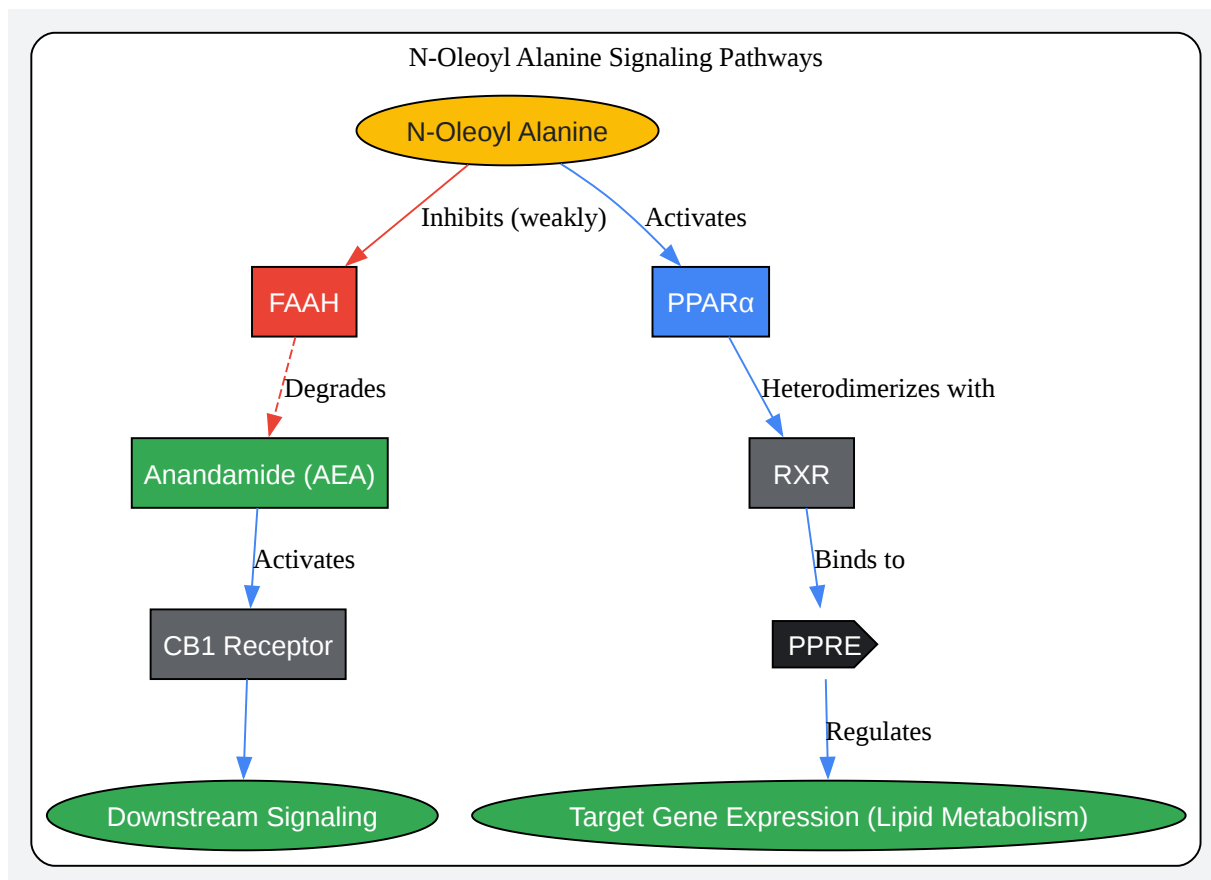 N-Oleoyl Alanine Signaling Pathways
N-Oleoyl Alanine
Inhibits (weakly)
Activates
FAAH
PPARα
Degrades
Heterodimerizes with
Anandamide (AEA)
RXR
Activates
Binds to
CB1 Receptor
PPRE
Regulates
Downstream Signaling
Target Gene Expression (Lipid Metabolism)